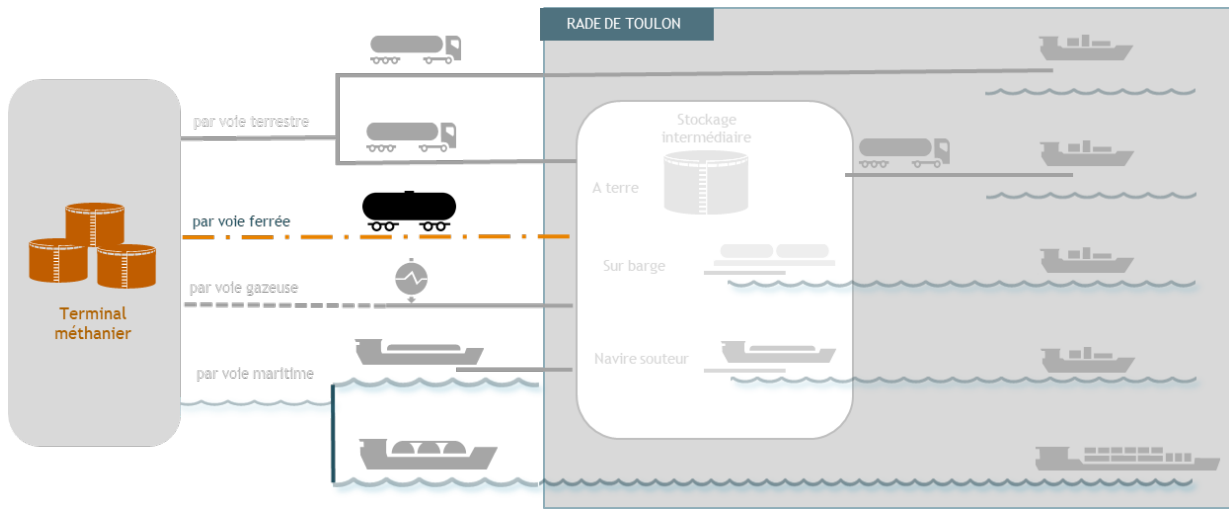 RADE DE TOULON
par voie terrestre
Stockage
intermédiaire
A terre
par voie ferrée
Sur barge
par voie gazeuse
Terminal
méthanier
Navire souteur
par voie maritime